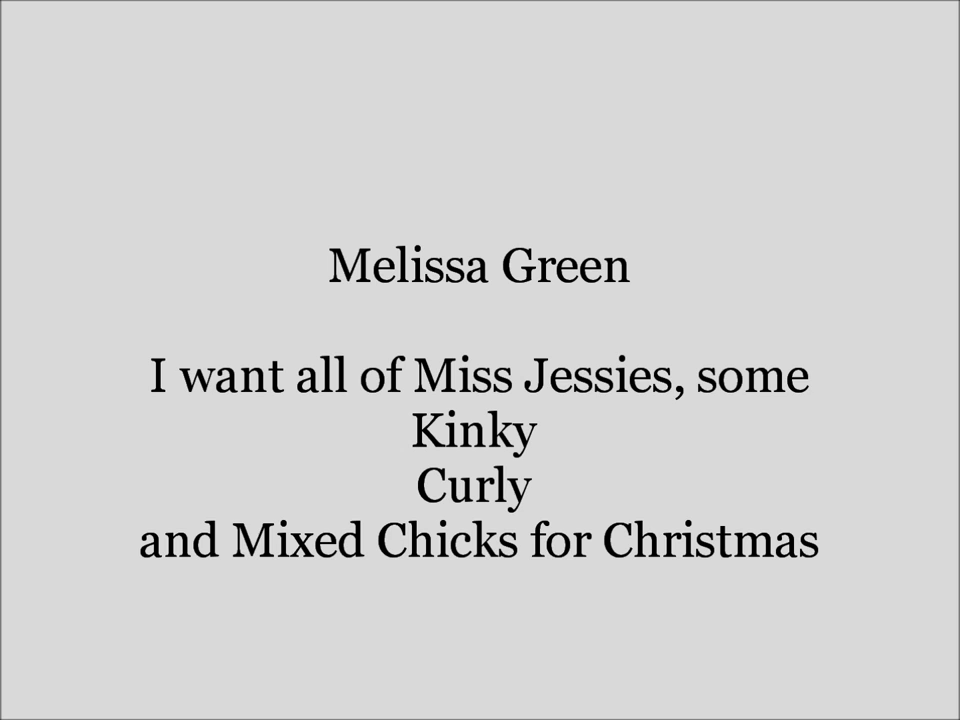 Melissa Green
I want all of Miss Jessies, some
Kinky
Curly
and Mixed Chicks for Christmas